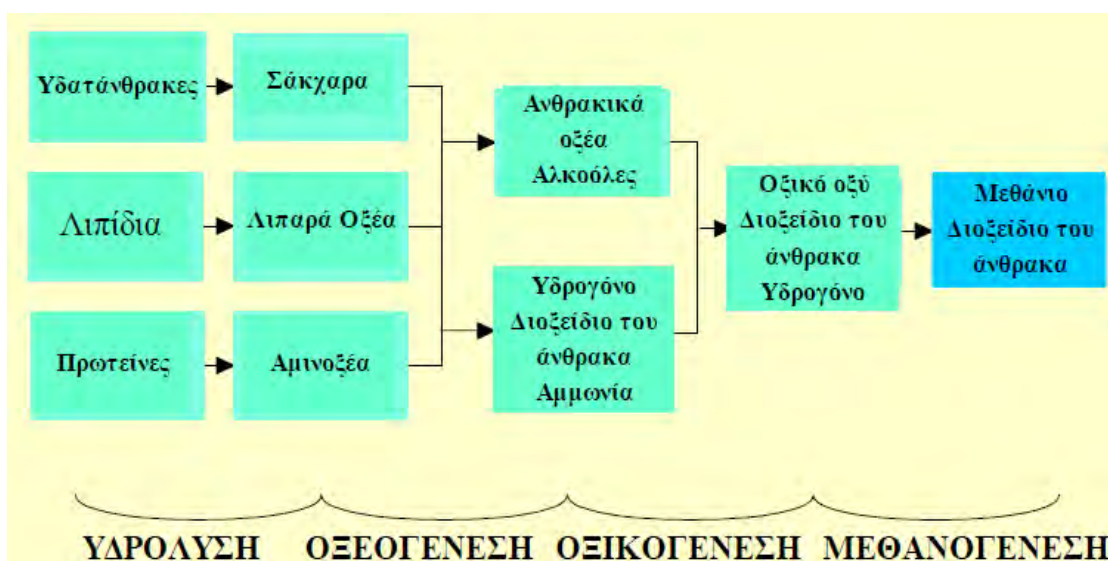 Υδατάνθρακες
Σάκχαρα
Λιπίδια
Λιπαρά Οξέα
Πρωτείνες
Αμινοξέα
Ανθρακικά
οξέα
Αλκοόλες
Υδρογόνο
Διοξείδιο του
άνθρακα
Αμμωνία
Οξικό οξύ
Διοξείδιο του
άνθρακα
Υδρογόνο
Μεθάνιο
Διοξείδιο του
άνθρακα
ΥΔΡΟΛΥΣΗ ΟΞΕΟΓΕΝΕΣΗ ΟΞΙΚΟΓΕΝΕΣΗ ΜΕΘΑΝΟΓΕΝΕΣΗ